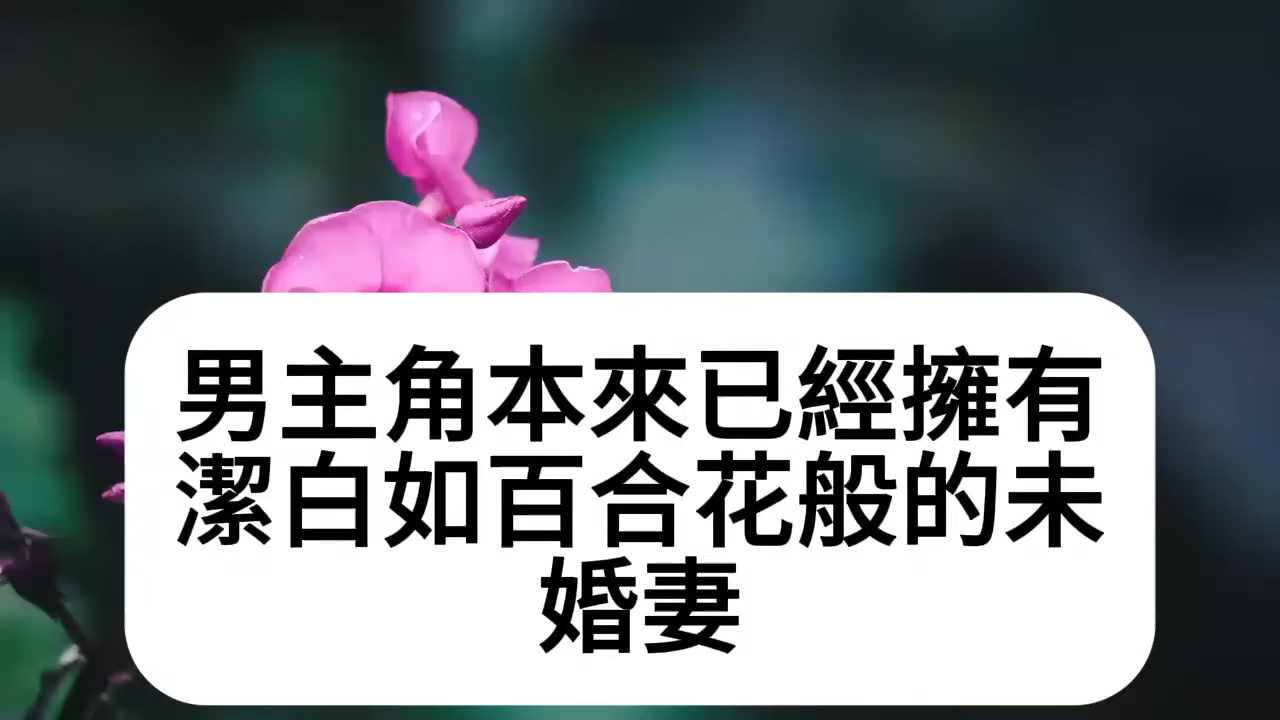 男主角本來已經擁有
潔白如百合花般的未
婚妻